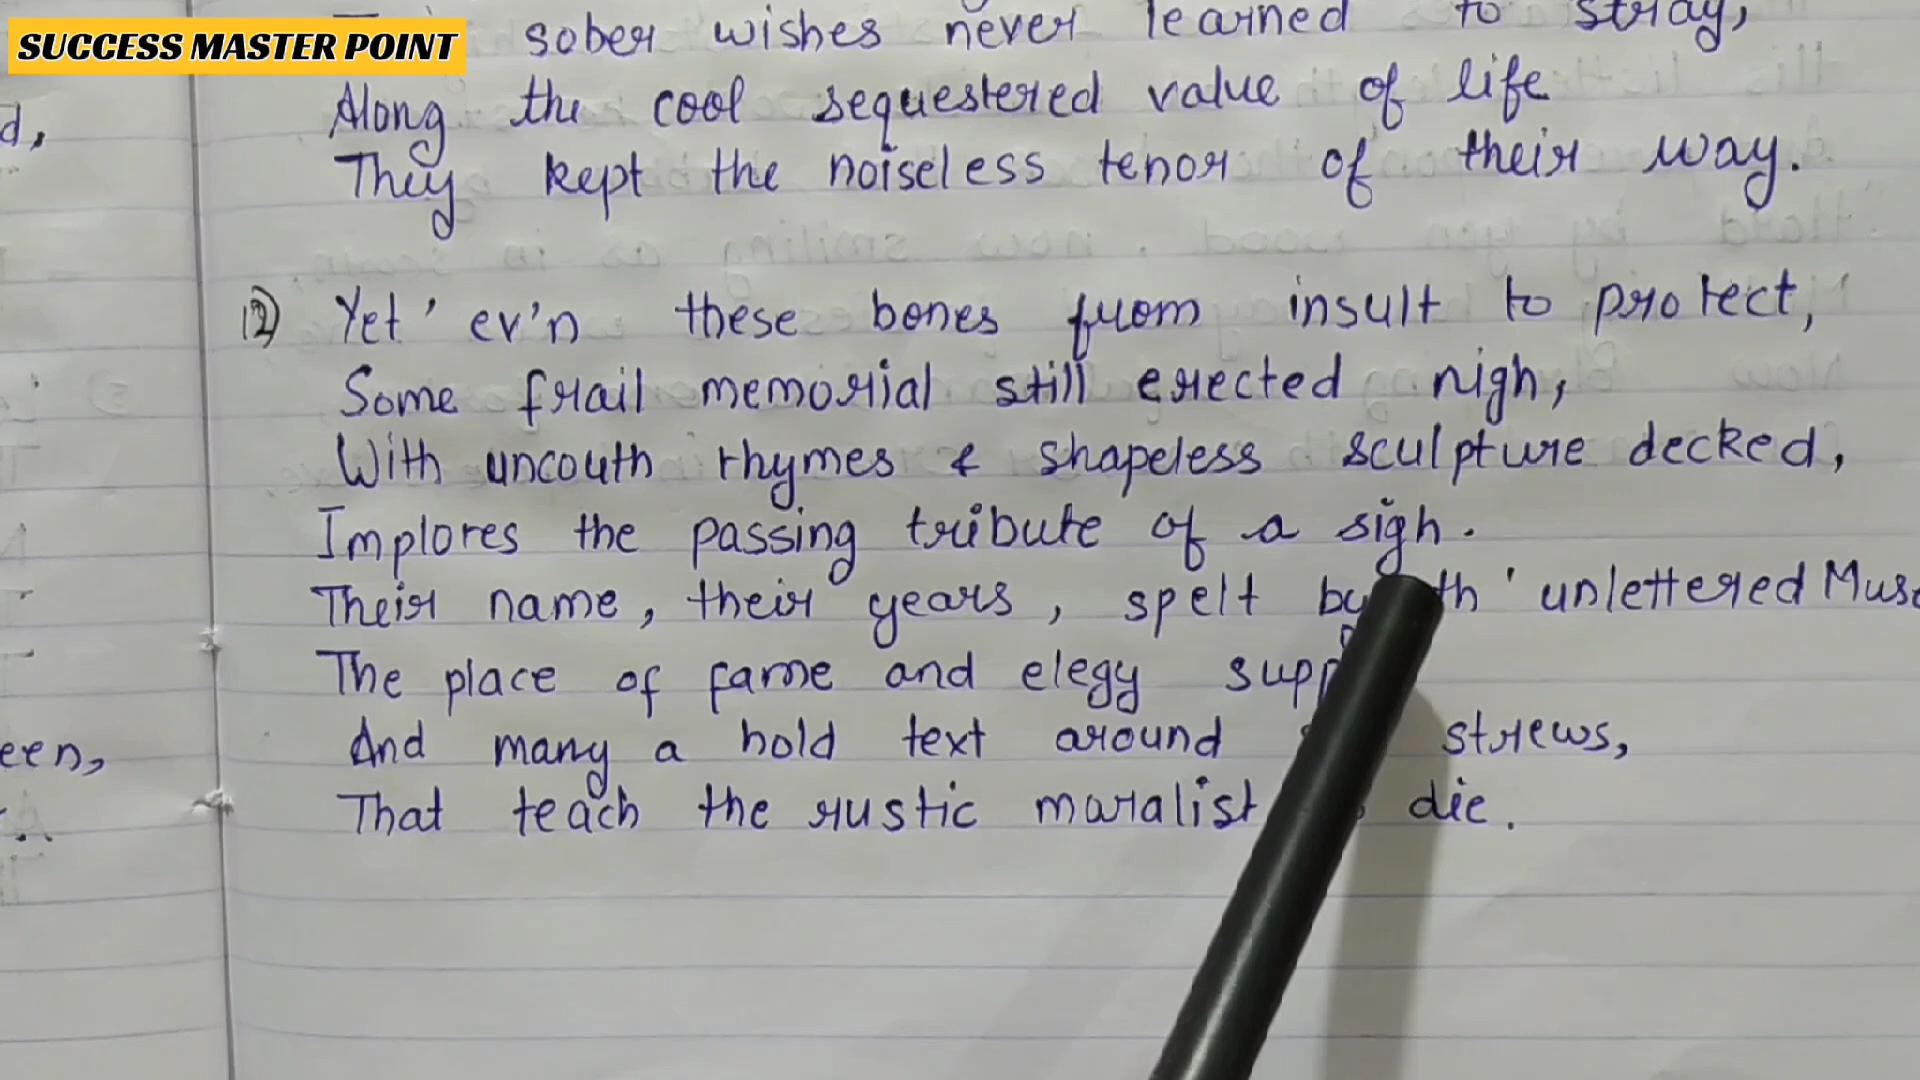 SUCCESS MASTER POINT
sober wishes never learned to stray,
Along the cool sequestered value of life
They kept the noiseless tenor of their way.
d,
12) Yet' ev'n these bones from insult to protect,
Some frail memorial still erected nigh,
With uncouth rhymes & shapeless sculpture decked,
Implores the passing tribute of a sigh.
Their name, their years, spelt by th' unlettered Muse
The place of fame and elegy supp
And many a hold text around strews,
That teach the rustic moralist die.
een,